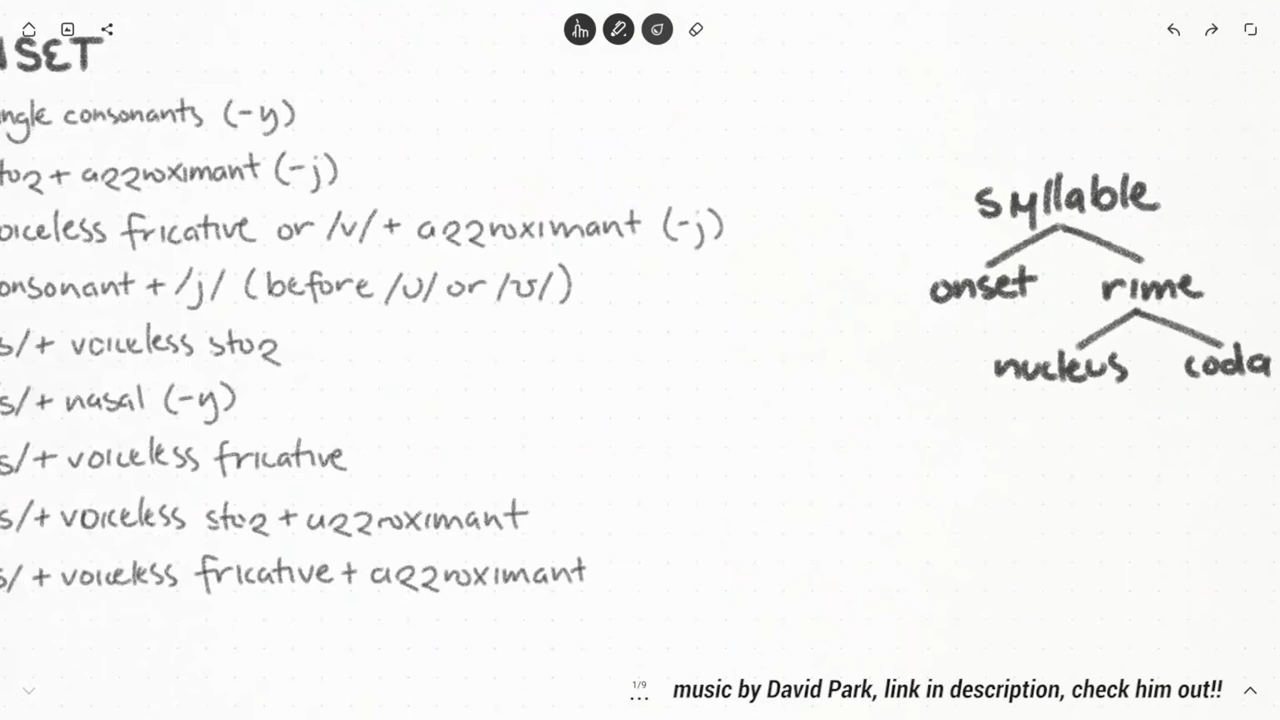 NSET
ngle consonants (-y)
stop + approximant (-j)
oiceless fricative or /v/ + approximant (-j)
onsonant + /j/ (before /u/ or /ʊ/)
s/ + voiceless stop
s/ + nasal (-y)
s/ + voiceless fricative
s/ + voiceless stop + approximant
s/ + voiceless fricative + approximant
syllable
onset rime
nucleus coda
1/9
music by David Park, link in description, check him out!!